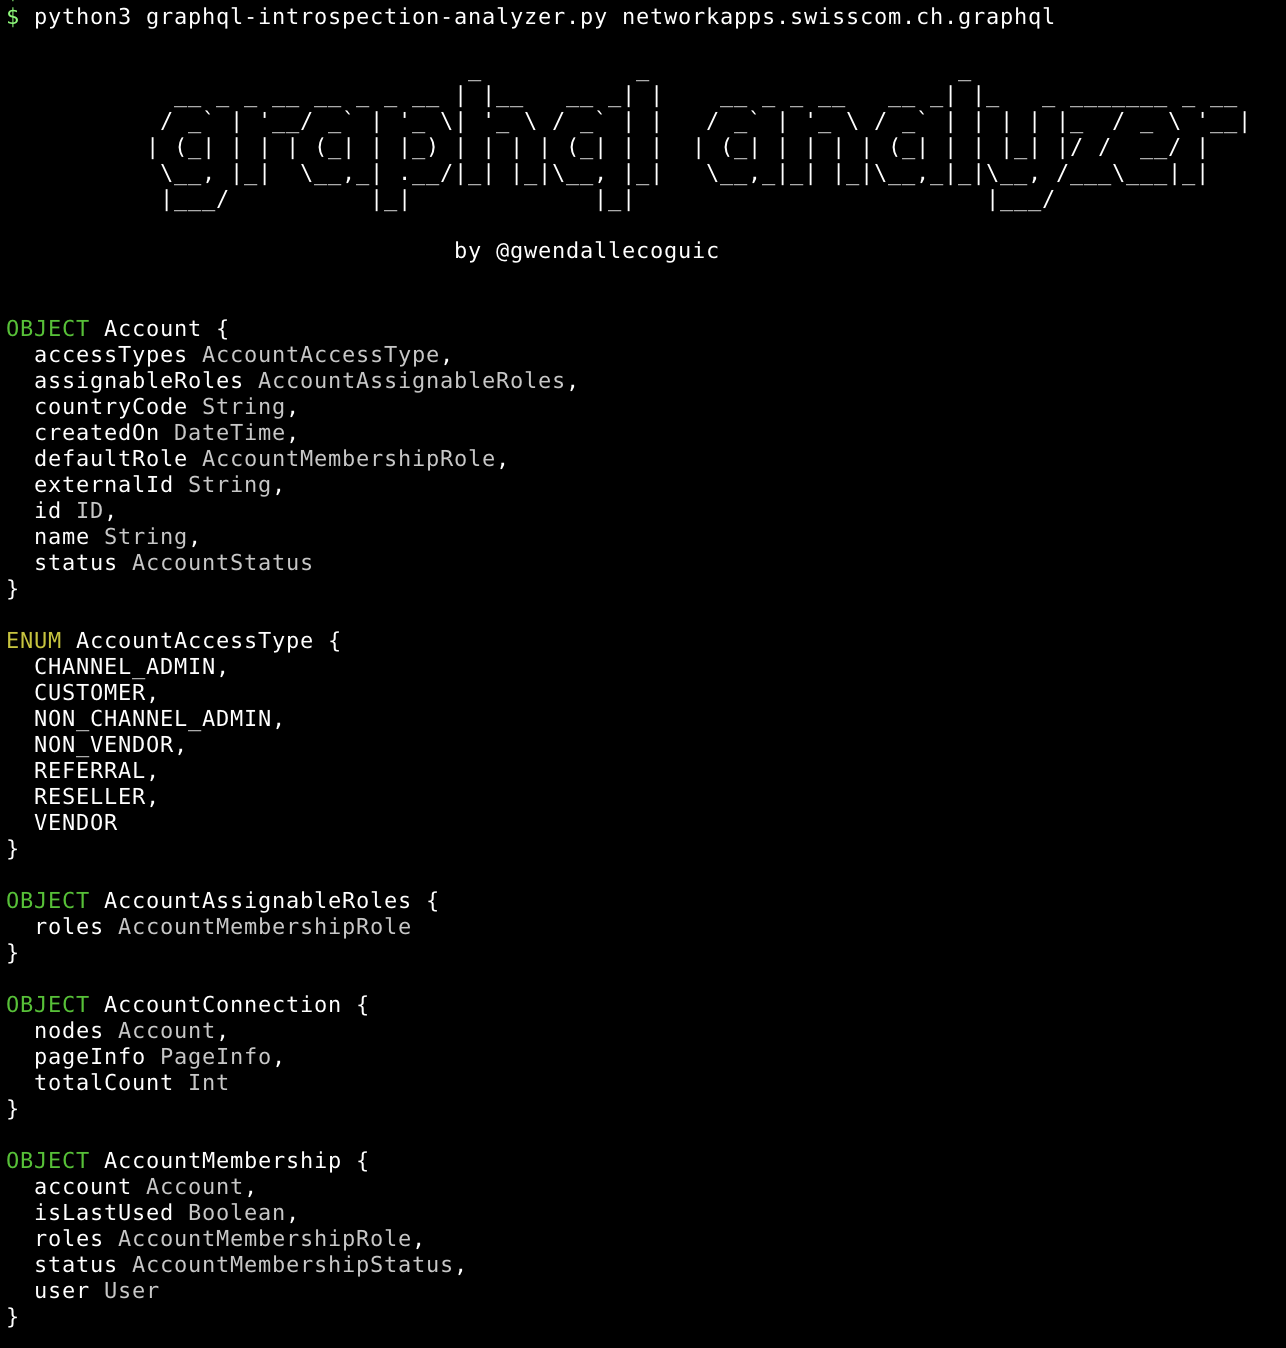 $ python3 graphql-introspection-analyzer.py networkapps.swisscom.ch.graphql
graphql analyzer
by @gwendallecoguic
OBJECT Account {
  accessTypes AccountAccessType,
  assignableRoles AccountAssignableRoles,
  countryCode String,
  createdOn DateTime,
  defaultRole AccountMembershipRole,
  externalId String,
  id ID,
  name String,
  status AccountStatus
}
ENUM AccountAccessType {
  CHANNEL_ADMIN,
  CUSTOMER,
  NON_CHANNEL_ADMIN,
  NON_VENDOR,
  REFERRAL,
  RESELLER,
  VENDOR
}
OBJECT AccountAssignableRoles {
  roles AccountMembershipRole
}
OBJECT AccountConnection {
  nodes Account,
  pageInfo PageInfo,
  totalCount Int
}
OBJECT AccountMembership {
  account Account,
  isLastUsed Boolean,
  roles AccountMembershipRole,
  status AccountMembershipStatus,
  user User
}